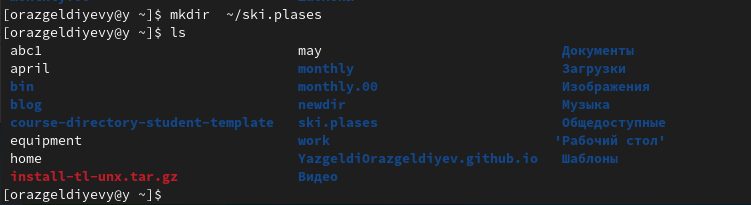 [orazgeldiyevy@y ~]$ mkdir  ~/ski.plases
[orazgeldiyevy@y ~]$ ls
abc1 may Документы
april monthly Загрузки
bin monthly.00 Изображения
blog newdir Музыка
course-directory-student-template ski.plases Общедоступные
equipment work 'Рабочий стол'
home YazgeldiOrazgeldiyev.github.io Шаблоны
install-tl-unx.tar.gz Видео
[orazgeldiyevy@y ~]$